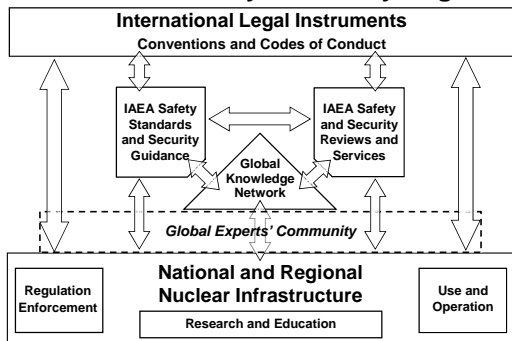 International Legal Instruments
Conventions and Codes of Conduct
IAEA Safety
Standards
and Security
Guidance
IAEA Safety
and Security
Reviews and
Services
Global
Knowledge
Network
Global Experts' Community
National and Regional
Nuclear Infrastructure
Regulation
Enforcement
Use and
Operation
Research and Education